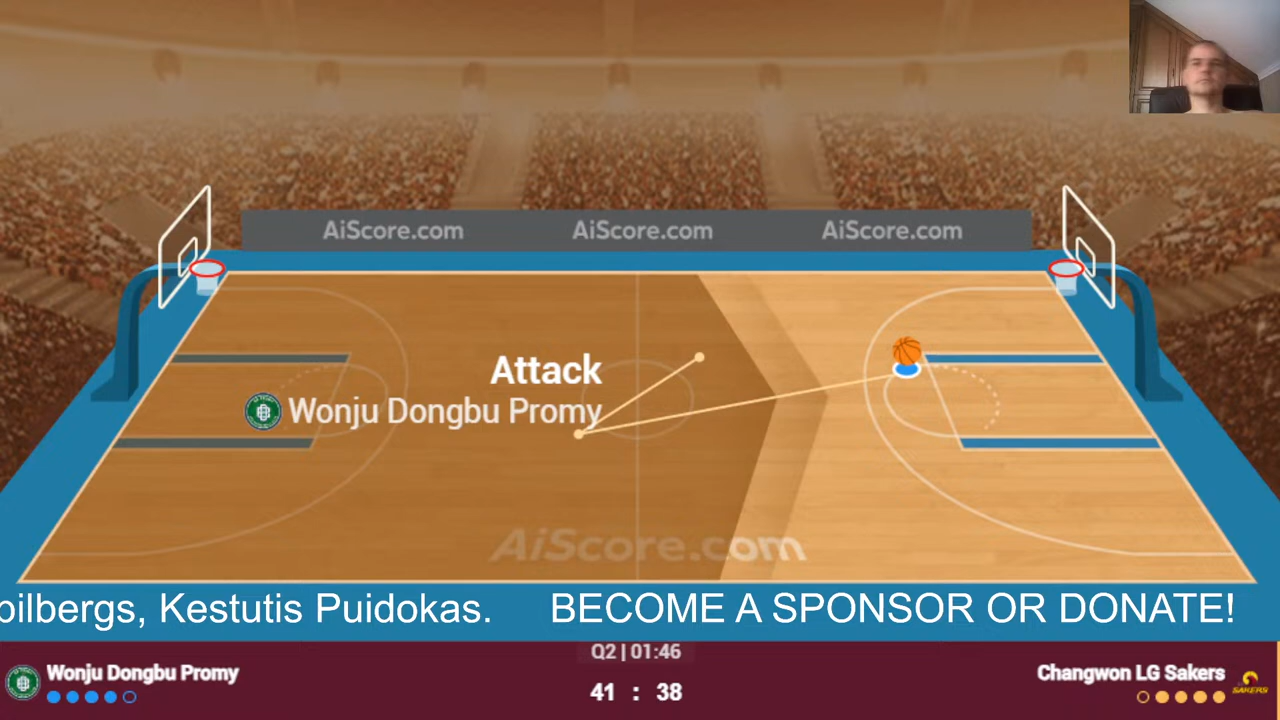 AiScore.com AiScore.com AiScore.com
Attack
Wonju Dongbu Promy
AiScore.com
Kestutis Puidokas. BECOME A SPONSOR OR DONATE!
Q2 | 01:46
Wonju Dongbu Promy
41 : 38
Changwon LG Sakers
SAKERS